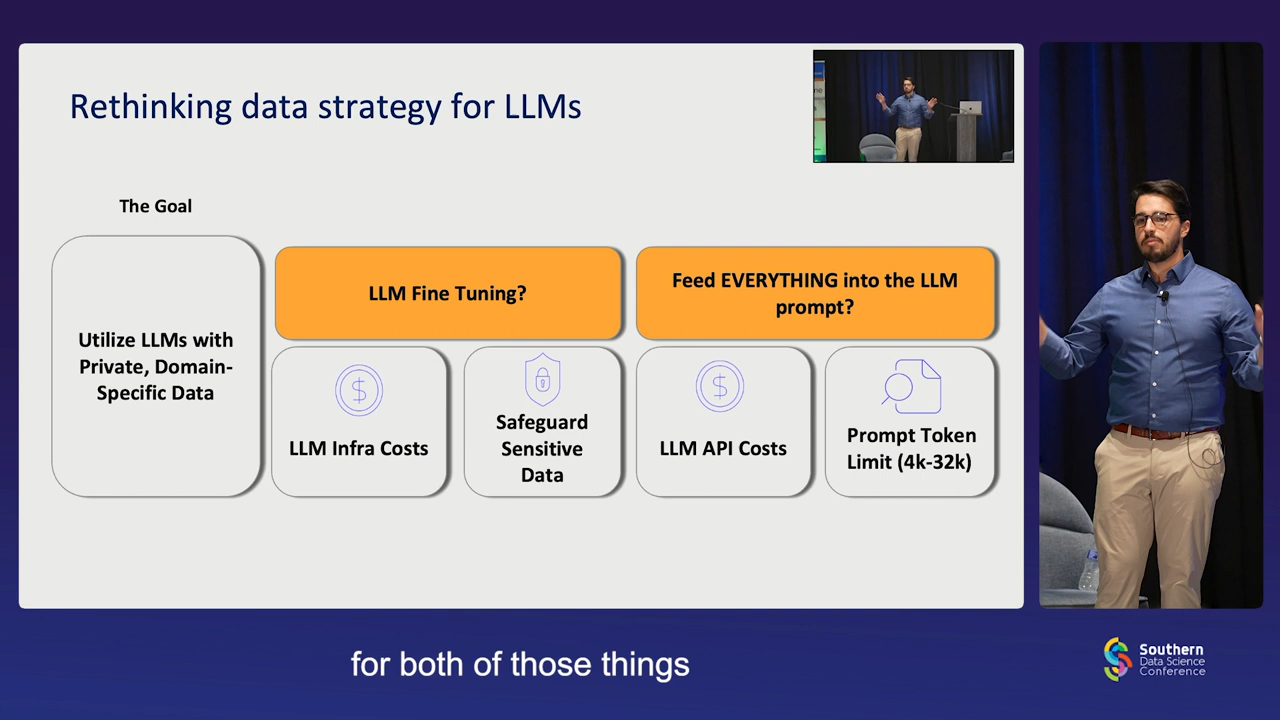 Rethinking data strategy for LLMs
The Goal
Utilize LLMs with
Private, Domain-
Specific Data
LLM Fine Tuning?
Feed EVERYTHING into the LLM
prompt?
LLM Infra Costs
Safeguard
Sensitive
Data
LLM API Costs
Prompt Token
Limit (4k-32k)
for both of those things
Southern
Data Science
Conference